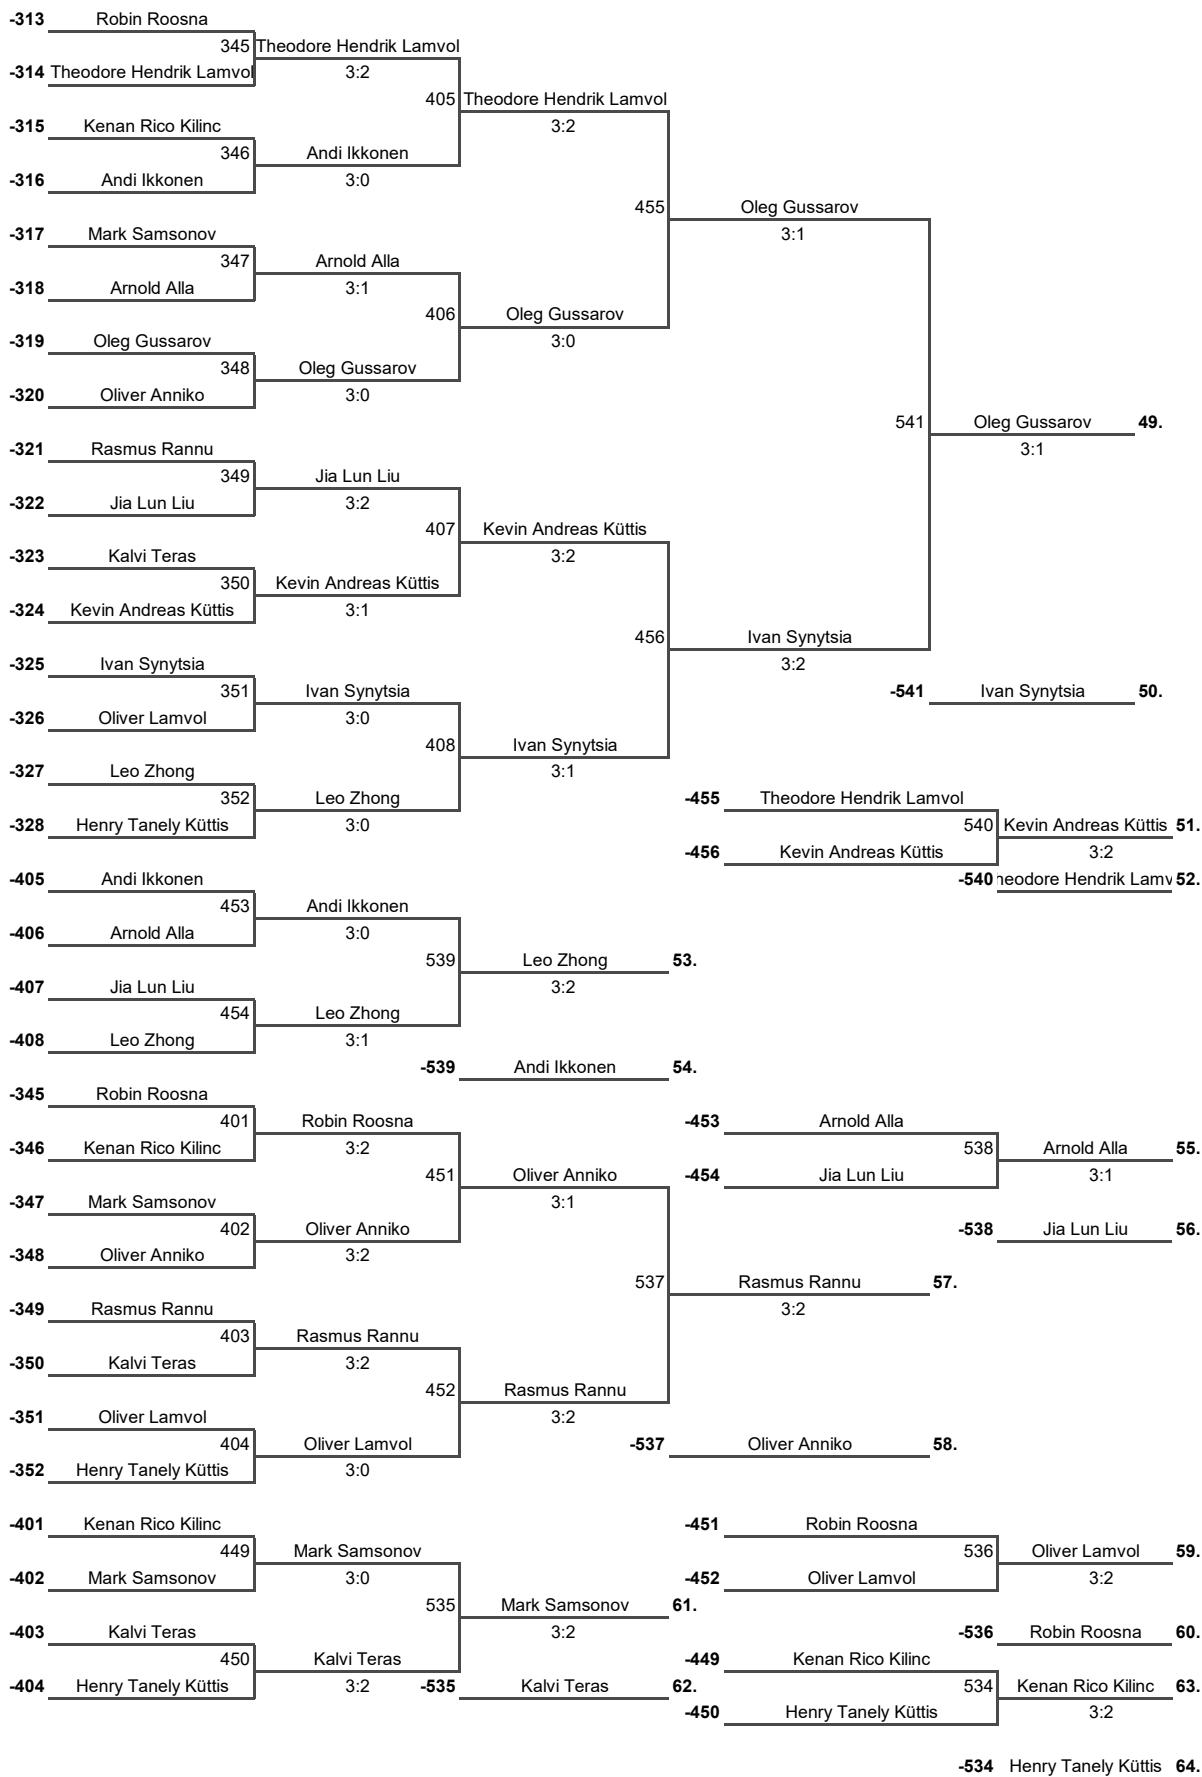 -313 Robin Roosna
345 Theodore Hendrik Lamvol
-314 Theodore Hendrik Lamvol 3:2
405 Theodore Hendrik Lamvol
-315 Kenan Rico Kilinc 3:2
346 Andi Ikkonen
-316 Andi Ikkonen 3:0
455 Oleg Gussarov
-317 Mark Samsonov 3:1
347 Arnold Alla
-318 Arnold Alla 3:1
406 Oleg Gussarov
-319 Oleg Gussarov 3:0
348 Oleg Gussarov
-320 Oliver Anniko 3:0
541 Oleg Gussarov 49.
-321 Rasmus Rannu 3:1
349 Jia Lun Liu
-322 Jia Lun Liu 3:2
407 Kevin Andreas Küttis
-323 Kalvi Teras 3:2
350 Kevin Andreas Küttis
-324 Kevin Andreas Küttis 3:1
456 Ivan Synytsia
-325 Ivan Synytsia 3:2
351 Ivan Synytsia -541 Ivan Synytsia 50.
-326 Oliver Lamvol 3:0
408 Ivan Synytsia
-327 Leo Zhong 3:1
352 Leo Zhong -455 Theodore Hendrik Lamvol
-328 Henry Tanely Küttis 3:0 540 Kevin Andreas Küttis 51.
-456 Kevin Andreas Küttis 3:2
-405 Andi Ikkonen -540 heodore Hendrik Lamv 52.
453 Andi Ikkonen
-406 Arnold Alla 3:0
539 Leo Zhong 53.
-407 Jia Lun Liu 3:2
454 Leo Zhong
-408 Leo Zhong 3:1
-539 Andi Ikkonen 54.
-345 Robin Roosna
401 Robin Roosna -453 Arnold Alla
-346 Kenan Rico Kilinc 3:2 538 Arnold Alla 55.
451 Oliver Anniko -454 Jia Lun Liu 3:1
-347 Mark Samsonov 3:1
402 Oliver Anniko -538 Jia Lun Liu 56.
-348 Oliver Anniko 3:2
537 Rasmus Rannu 57.
-349 Rasmus Rannu 3:2
403 Rasmus Rannu
-350 Kalvi Teras 3:2
452 Rasmus Rannu
-351 Oliver Lamvol 3:2
404 Oliver Lamvol -537 Oliver Anniko 58.
-352 Henry Tanely Küttis 3:0
-401 Kenan Rico Kilinc -451 Robin Roosna
449 Mark Samsonov 536 Oliver Lamvol 59.
-402 Mark Samsonov 3:0 -452 Oliver Lamvol 3:2
535 Mark Samsonov 61.
-403 Kalvi Teras 3:2 -536 Robin Roosna 60.
450 Kalvi Teras -449 Kenan Rico Kilinc
-404 Henry Tanely Küttis 3:2 -535 Kalvi Teras 62. 534 Kenan Rico Kilinc 63.
-450 Henry Tanely Küttis 3:2
-534 Henry Tanely Küttis 64.